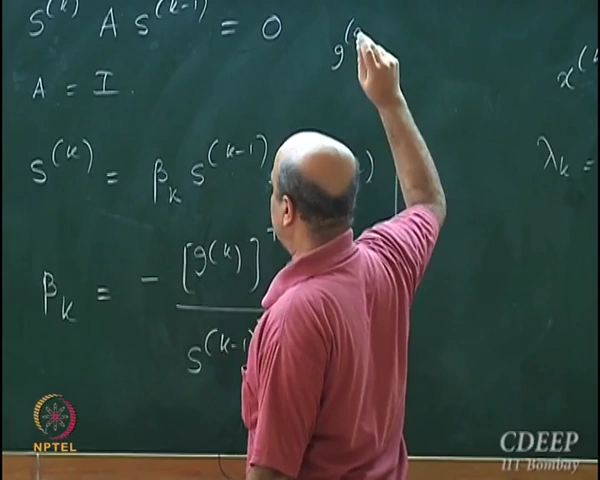 S^(k) A S^(k-1) = 0
g^(
x^(k
A = I
S^(k) = β_k S^(k-1) )
λ_k =
β_k = - [g^(k)]^T
S^(k-1)
NPTEL
CDEEP
IIT Bombay